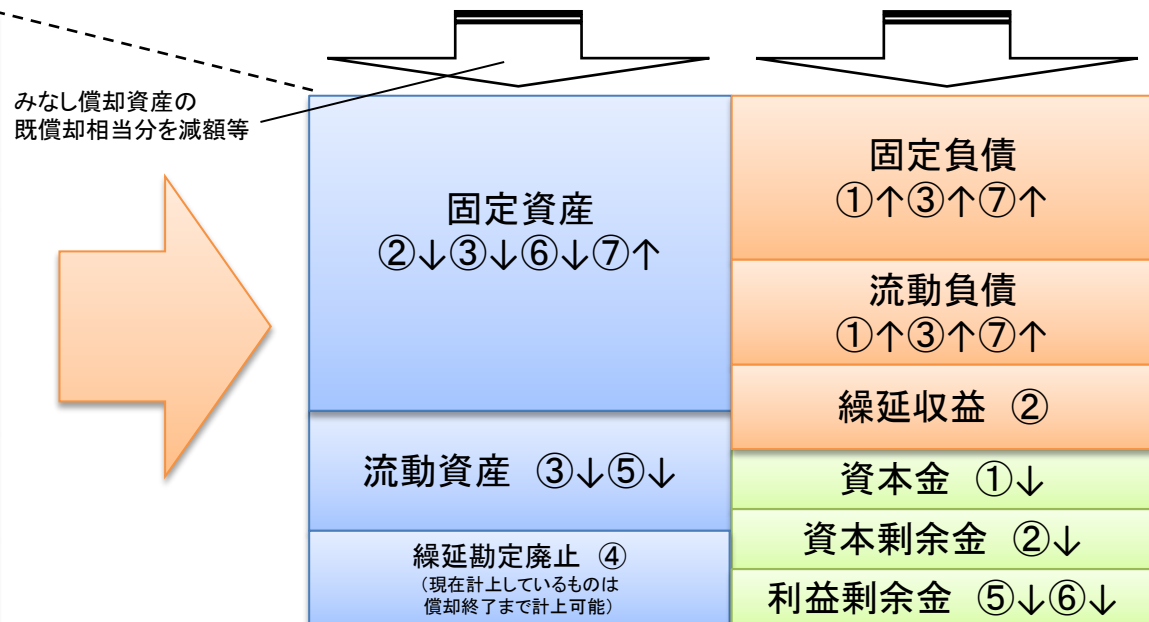 みなし償却資産の
既償却相当分を減額等
固定資産
②↓③↓⑥↓⑦↑
流動資産 ③↓⑤↓
繰延勘定廃止 ④
(現在計上しているものは
償却終了まで計上可能)
固定負債
①↑③↑⑦↑
流動負債
①↑③↑⑦↑
繰延収益 ②
資本金 ①↓
資本剰余金 ②↓
利益剰余金 ⑤↓⑥↓